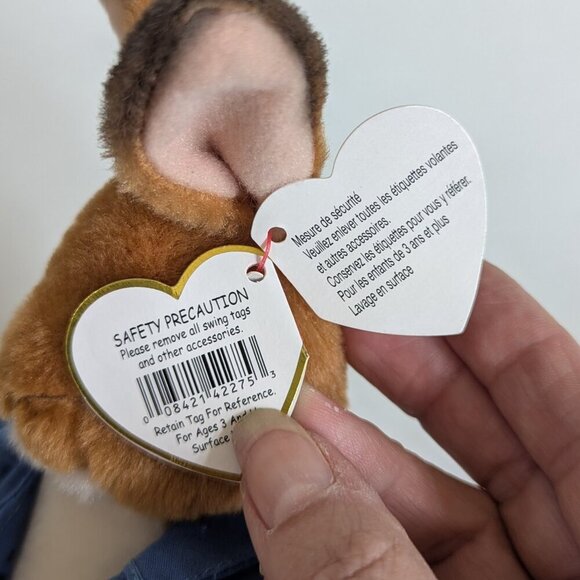 SAFETY PRECAUTION
Please remove all swing tags
and other accessories.
0 08421 42275 3
Retain Tag For Reference.
For Ages 3 And
Surface
Mesure de sécurité
Veuillez enlever toutes les étiquettes volantes
et autres accessoires.
Conservez les étiquettes pour vous y référer.
Pour les enfants de 3 ans et plus
Lavage en surface